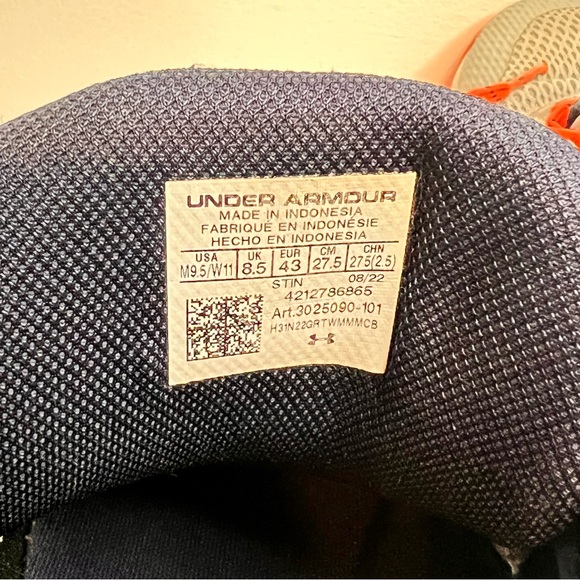 UNDER ARMOUR
MADE IN INDONESIA
FABRIQUÉ EN INDONÉSIE
HECHO EN INDONESIA
USA UK EUR CM CHN
M9.5/W11 8.5 43 27.5 275(2.5)
STIN 08/22
4212786865
Art.3025090-101
H31N22GRTWMMMCB